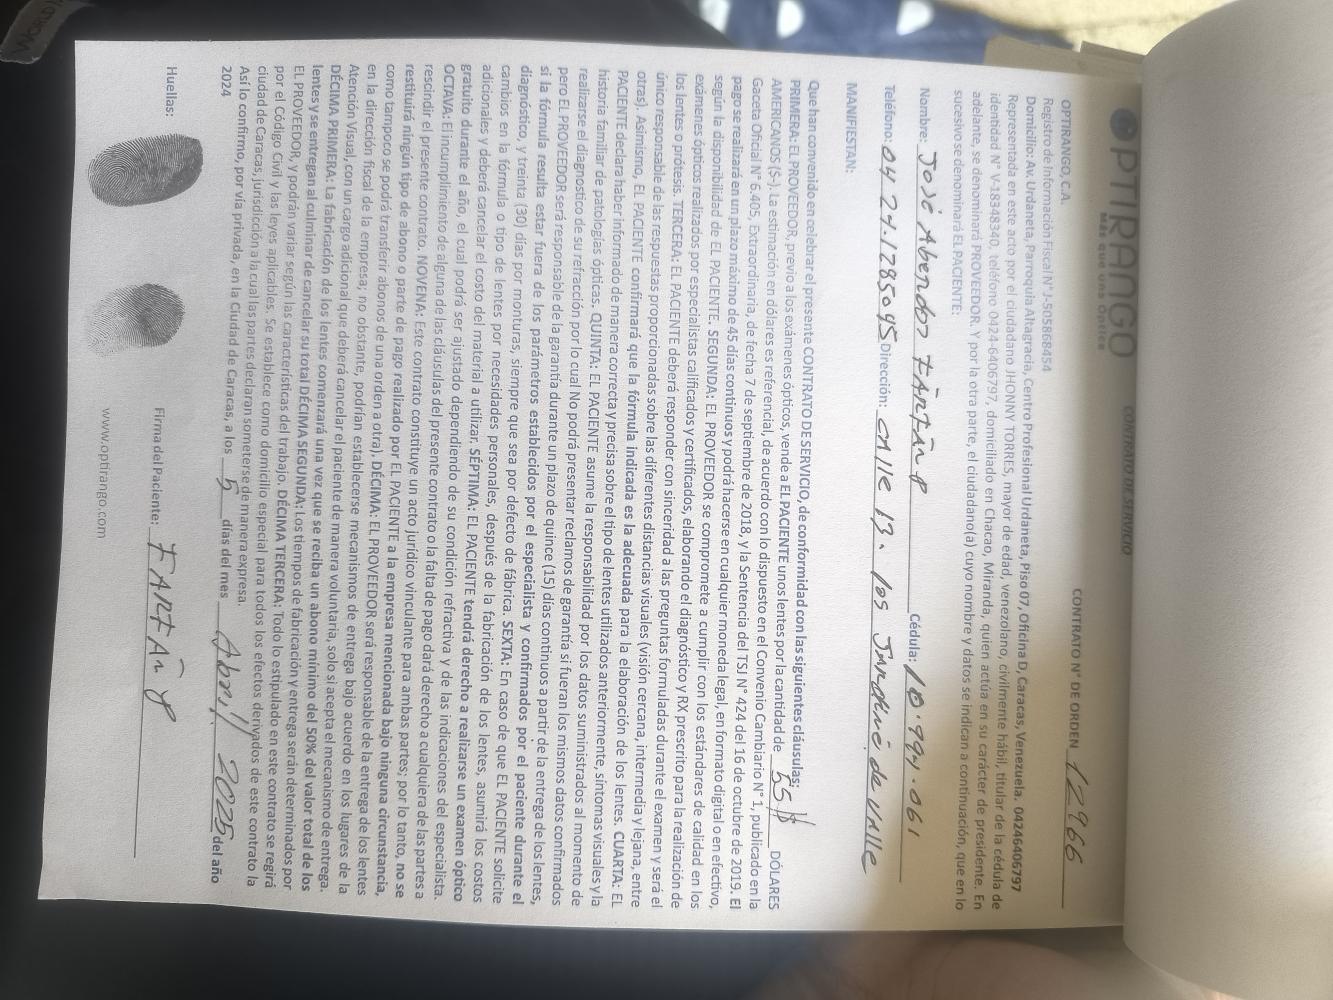 WORLD
OPTIRANGO
Más que una Óptica
CONTRATO DE SERVICIO
CONTRATO N° DE ORDEN 12966
OPTIRANGO, C.A.
Registro de Información Fiscal N° J-505868454
Domicilio: Av. Urdaneta, Parroquia Altagracia, Centro Profesional Urdaneta, Piso 07, Oficina D, Caracas, Venezuela. 04246406797
Representada en este acto por el ciudadano JHONNY TORRES, mayor de edad, venezolano, civilmente hábil, titular de la cédula de
identidad N° V-18348340, teléfono 0424-6406797, domiciliado en Chacao, Miranda, quien actúa en su carácter de presidente. En
adelante, se denominará PROVEEDOR. Y por la otra parte, el ciudadano(a) cuyo nombre y datos se indican a continuación, que en lo
sucesivo se denominará EL PACIENTE:
Nombre: José Abendos Cédula: 10.994.061
Teléfono: 0424.1285045 Dirección: calle 13. los Jardine de valle
MANIFIESTAN:
Que han convenido en celebrar el presente CONTRATO DE SERVICIO, de conformidad con las siguientes cláusulas:
PRIMERA: EL PROVEEDOR, previo a los exámenes ópticos, vende a EL PACIENTE unos lentes por la cantidad de 55$ DÓLARES
AMERICANOS ($-). La estimación en dólares es referencial, de acuerdo con lo dispuesto en el Convenio Cambiario N° 1, publicado en la
Gaceta Oficial N° 6.405, Extraordinaria, de fecha 7 de septiembre de 2018, y la Sentencia del TSJ N° 424 del 16 de octubre de 2019. El
pago se realizará en un plazo máximo de 45 días continuos y podrá hacerse en cualquier moneda legal, en formato digital o en efectivo,
según la disponibilidad de EL PACIENTE. SEGUNDA: EL PROVEEDOR se compromete a cumplir con los estándares de calidad en los
exámenes ópticos realizados por especialistas calificados y certificados, elaborando el diagnóstico y RX prescrito para la realización de
los lentes prótesis. TERCERA: EL PACIENTE deberá responder con sinceridad a las preguntas formuladas durante el examen y será el
único responsable de las respuestas proporcionadas sobre las diferentes distancias visuales (visión cercana, intermedia y lejana, entre
otras). Asimismo, EL PACIENTE confirmará que la fórmula indicada es la adecuada para la elaboración de los lentes. CUARTA: EL
PACIENTE declara haber informado de manera correcta y precisa sobre el tipo de lentes utilizados anteriormente, síntomas visuales y la
historia familiar de patologías ópticas. QUINTA: EL PACIENTE asume la responsabilidad por los datos suministrados al momento de
realizarse el diagnostico de su refracción por lo cual No podrá presentar reclamos de garantía si fueran los mismos datos confirmados
pero EL PROVEEDOR será responsable de la garantía durante un plazo de quince (15) días continuos a partir de la entrega de los lentes,
si la fórmula resulta estar fuera de los parámetros establecidos por el especialista y confirmados por el paciente durante el
diagnóstico, y treinta (30) días por monturas, siempre que sea por defecto de fábrica. SEXTA: En caso de que EL PACIENTE solicite
cambios en la fórmula o tipo de lentes por necesidades personales, después de la fabricación de los lentes, asumirá los costos
adicionales y deberá cancelar el costo del material a utilizar. SÉPTIMA: EL PACIENTE tendrá derecho a realizarse un examen óptico
gratuito durante el año, el cual podrá ser ajustado dependiendo de su condición refractiva y de las indicaciones del especialista.
OCTAVA: El incumplimiento de alguna de las cláusulas del presente contrato o la falta de pago dará derecho a cualquiera de las partes a
rescindir el presente contrato. NOVENA: Este contrato constituye un acto jurídico vinculante para ambas partes; por lo tanto, no se
restituirá ningún tipo de abono o parte de pago realizado por EL PACIENTE a la empresa mencionada bajo ninguna circunstancia,
como tampoco se podrá transferir abonos de una orden a otra). DÉCIMA: EL PROVEEDOR será responsable de la entrega de los lentes
en la dirección fiscal de la empresa; no obstante, podrían establecerse mecanismos de entrega bajo acuerdo en los lugares de la
Atención Visual, con un cargo adicional que deberá cancelar el paciente de manera voluntaria, solo si acepta el mecanismo de entrega.
DÉCIMA PRIMERA: La fabricación de los lentes comenzará una vez que se reciba un abono mínimo del 50% del valor total de los
lentes y se entregan al culminar de cancelar su total DÉCIMA SEGUNDA: Los tiempos de fabricación y entrega serán determinados por
EL PROVEEDOR, y podrán variar según las características del trabajo. DÉCIMA TERCERA: Todo lo estipulado en este contrato se regirá
por el Código Civil y las leyes aplicables. Se establece como domicilio especial para todos los efectos derivados de este contrato la
ciudad de Caracas, jurisdicción a la cual las partes declaran someterse de manera expresa.
Así lo confirmo, por vía privada, en la Ciudad de Caracas, a los 5 días del mes Abril 2025 del año
2024
Huellas:
Firma del Paciente:
www.optirango.com